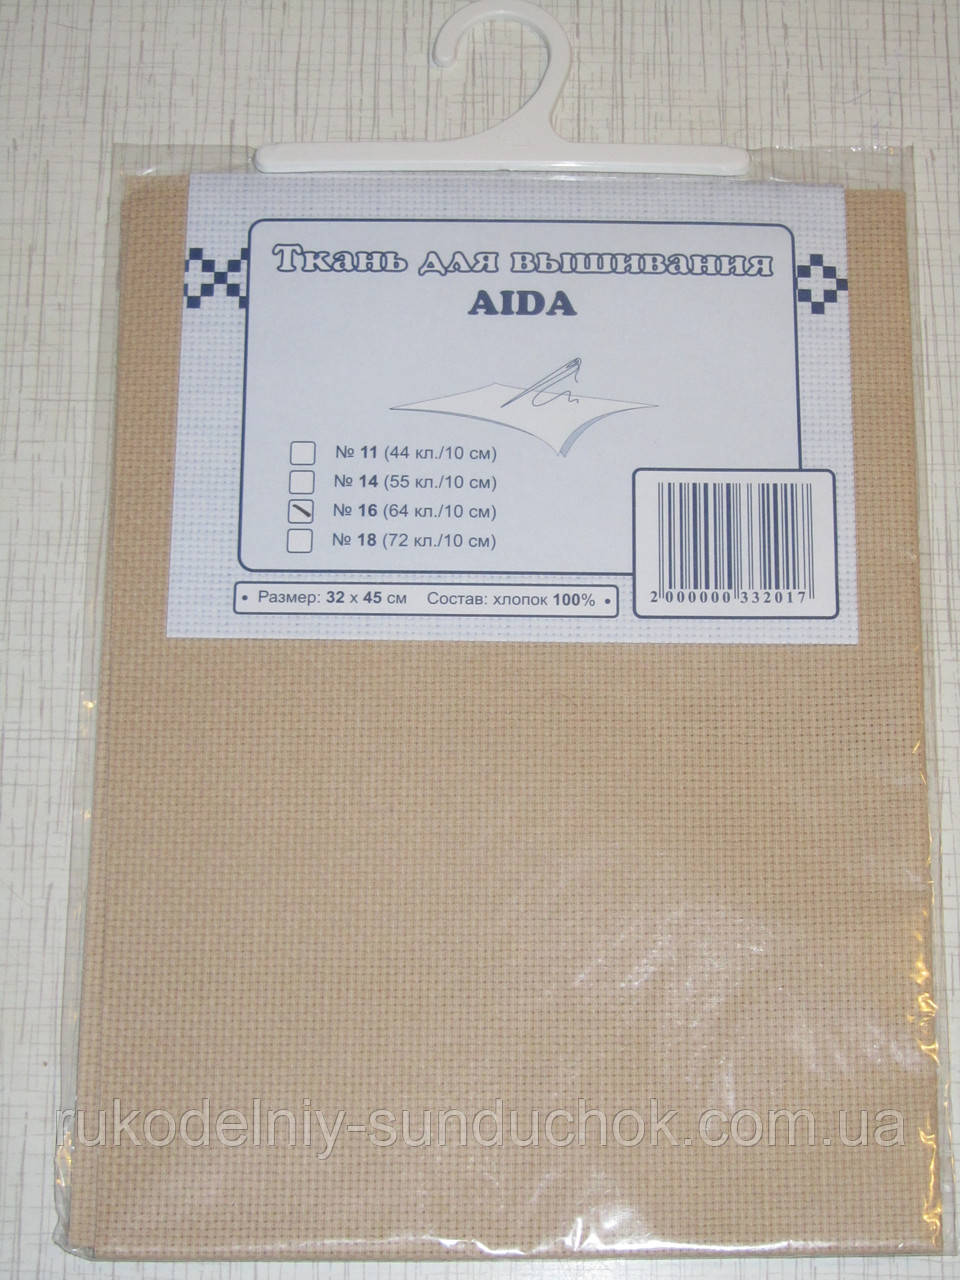 Ткань для вышивания
AIDA
№ 11 (44 кл./10 см)
№ 14 (55 кл./10 см)
№ 16 (64 кл./10 см)
№ 18 (72 кл./10 см)
• Размер: 32 x 45 см Состав: хлопок 100% •
2 000000 332017
rukodelniy-sunduchok.com.ua